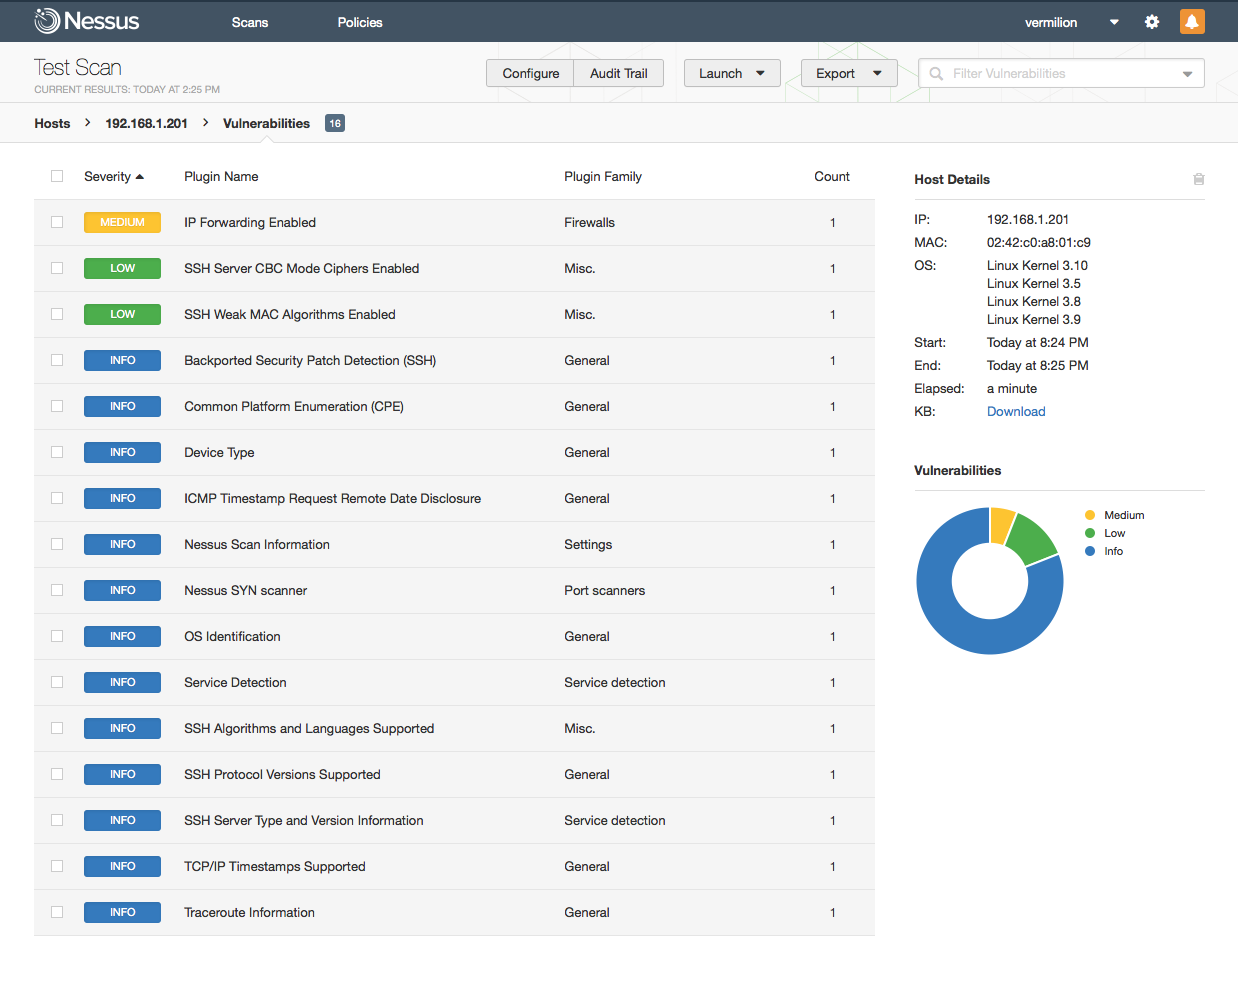 Nessus Scans Policies vermilion
Test Scan
CURRENT RESULTS: TODAY AT 2:25 PM
Configure Audit Trail Launch Export Filter Vulnerabilities
Hosts > 192.168.1.201 > Vulnerabilities 16
Severity Plugin Name Plugin Family Count
MEDIUM IP Forwarding Enabled Firewalls 1
LOW SSH Server CBC Mode Ciphers Enabled Misc. 1
LOW SSH Weak MAC Algorithms Enabled Misc. 1
INFO Backported Security Patch Detection (SSH) General 1
INFO Common Platform Enumeration (CPE) General 1
INFO Device Type General 1
INFO ICMP Timestamp Request Remote Date Disclosure General 1
INFO Nessus Scan Information Settings 1
INFO Nessus SYN scanner Port scanners 1
INFO OS Identification General 1
INFO Service Detection Service detection 1
INFO SSH Algorithms and Languages Supported Misc. 1
INFO SSH Protocol Versions Supported General 1
INFO SSH Server Type and Version Information Service detection 1
INFO TCP/IP Timestamps Supported General 1
INFO Traceroute Information General 1
Host Details
IP: 192.168.1.201
MAC: 02:42:c0:a8:01:c9
OS: Linux Kernel 3.10
Linux Kernel 3.5
Linux Kernel 3.8
Linux Kernel 3.9
Start: Today at 8:24 PM
End: Today at 8:25 PM
Elapsed: a minute
KB: Download
Vulnerabilities
Medium
Low
Info